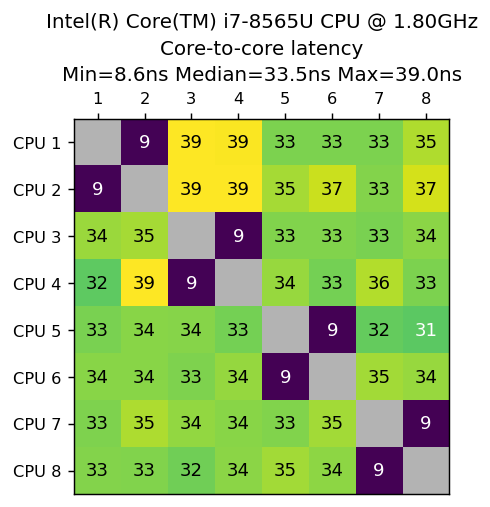 Intel(R) Core(TM) i7-8565U CPU @ 1.80GHz
Core-to-core latency
Min=8.6ns Median=33.5ns Max=39.0ns
1 2 3 4 5 6 7 8
CPU 1 9 39 39 33 33 33 35
CPU 2 9 39 39 35 37 33 37
CPU 3 34 35 9 33 33 33 34
CPU 4 32 39 9 34 33 36 33
CPU 5 33 34 34 33 9 32 31
CPU 6 34 34 33 34 9 35 34
CPU 7 33 35 34 34 33 35 9
CPU 8 33 33 32 34 35 34 9